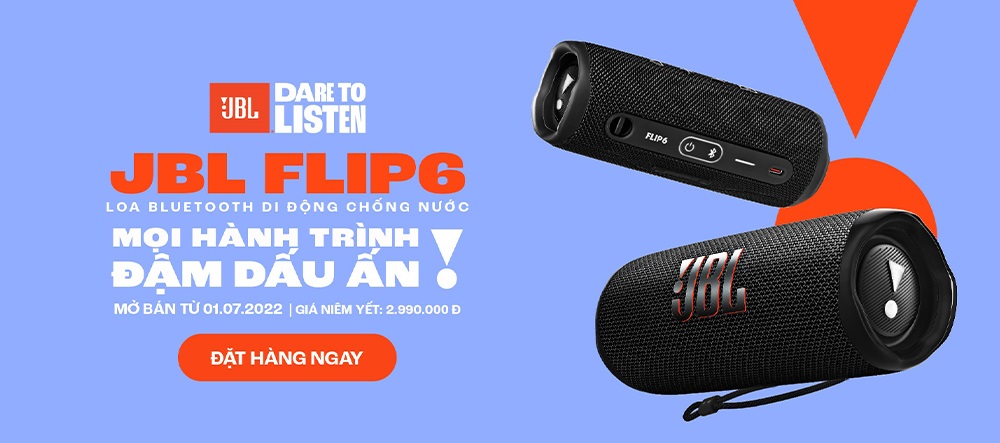 JBL
DARE TO
LISTEN
JBL FLIP6
LOA BLUETOOTH DI ĐỘNG CHỐNG NƯỚC
MỌI HÀNH TRÌNH
ĐẬM DẤU ẤN !
MỞ BÁN TỪ 01.07.2022 | GIÁ NIÊM YẾT: 2.990.000 Đ
ĐẶT HÀNG NGAY
FLIP6
JBL